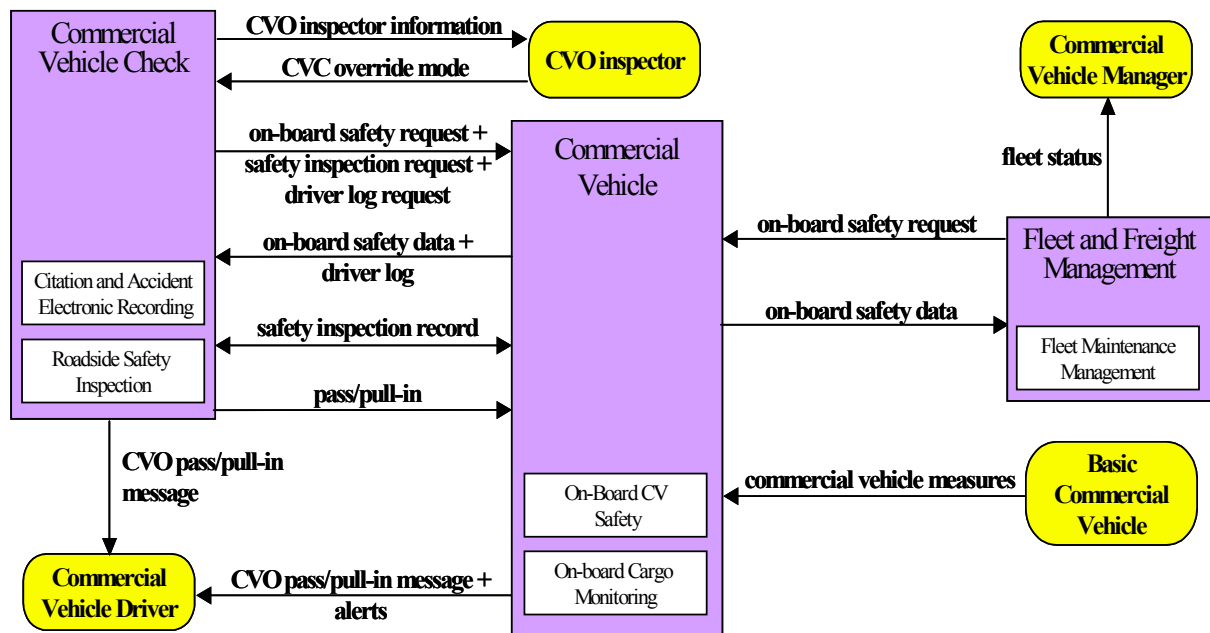 Commercial
Vehicle Check
CVO inspector information
CVC override mode
CVO inspector
Commercial
Vehicle Manager
on-board safety request +
safety inspection request +
driver log request
Commercial
Vehicle
fleet status
on-board safety request
Fleet and Freight
Management
on-board safety data +
driver log
Citation and Accident
Electronic Recording
on-board safety data
safety inspection record
Roadside Safety
Inspection
Fleet Maintenance
Management
pass/pull-in
CVO pass/pull-in
message
On-Board CV
Safety
commercial vehicle measures
Basic
Commercial
Vehicle
Commercial
Vehicle Driver
CVO pass/pull-in message +
alerts
On-board Cargo
Monitoring